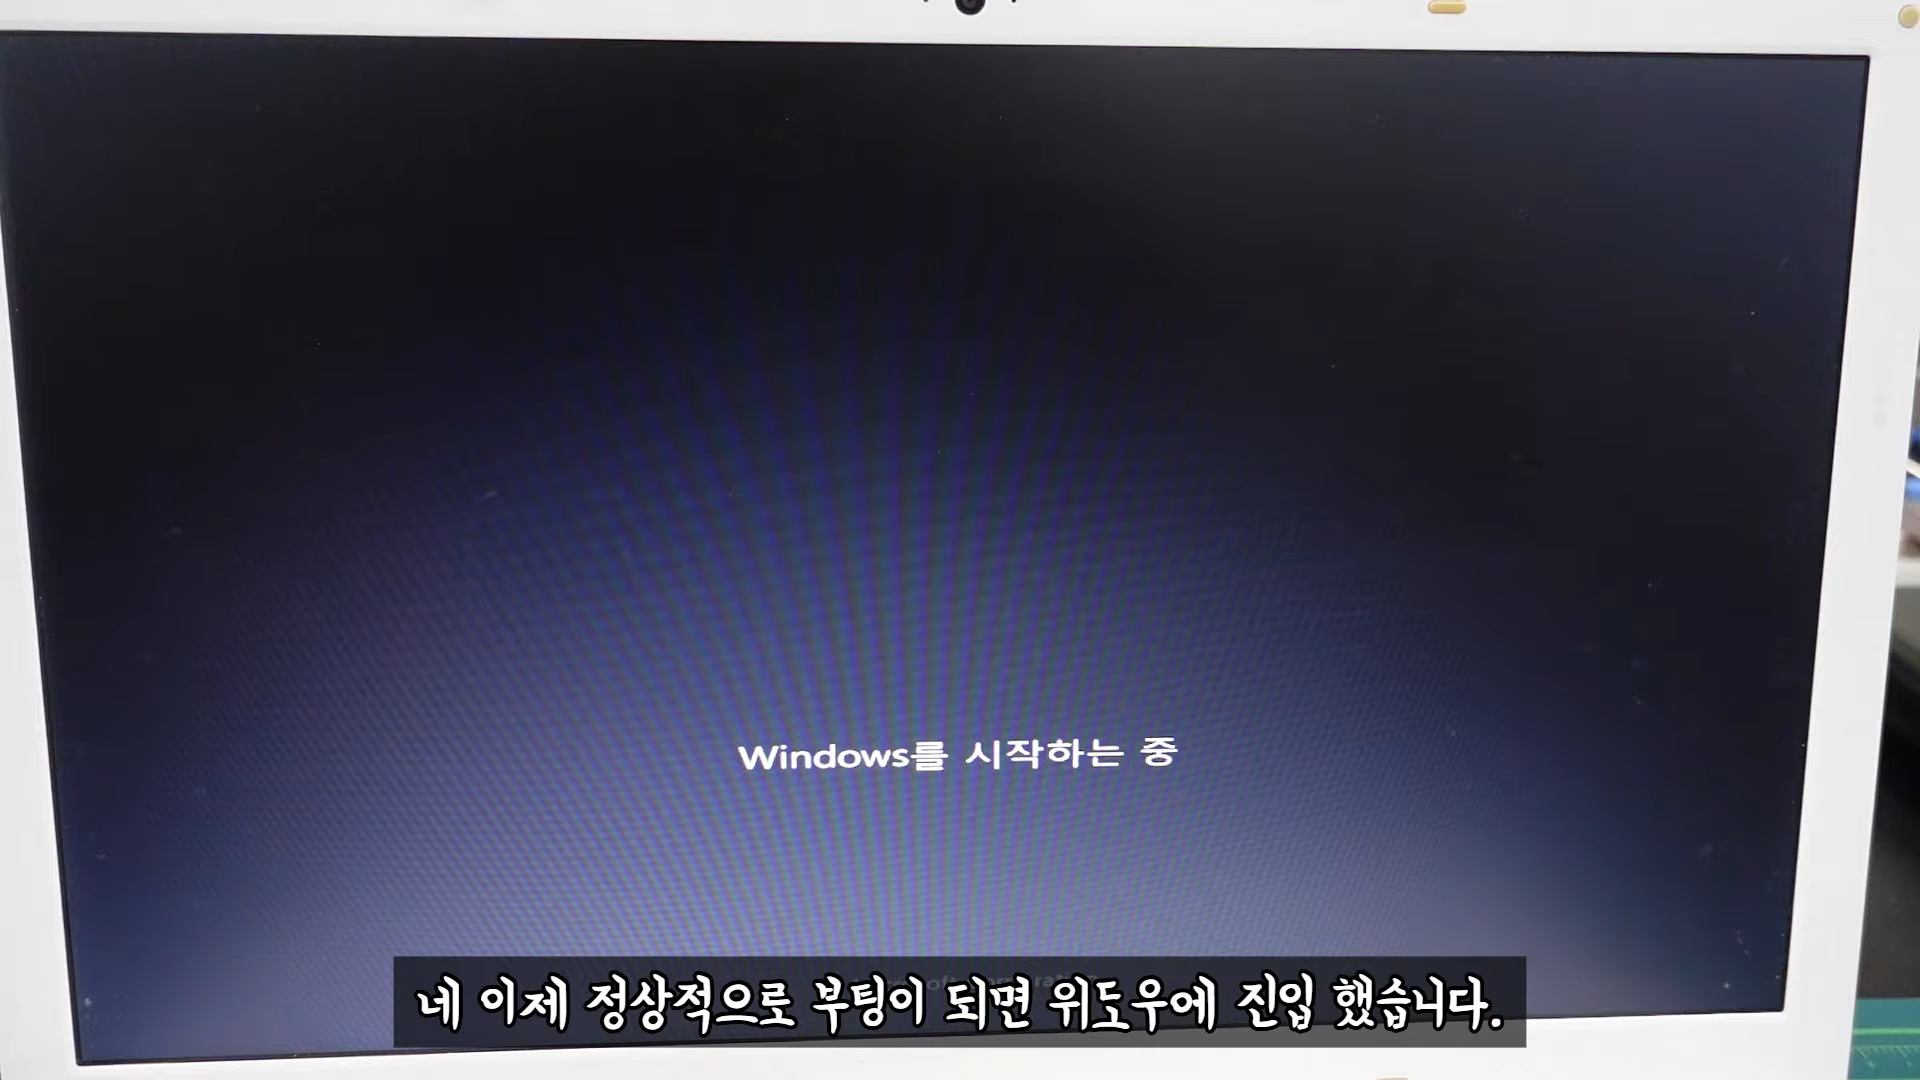 Windows를 시작하는 중
네 이제 정상적으로 부팅이 되면 위도우에 진입 했습니다.